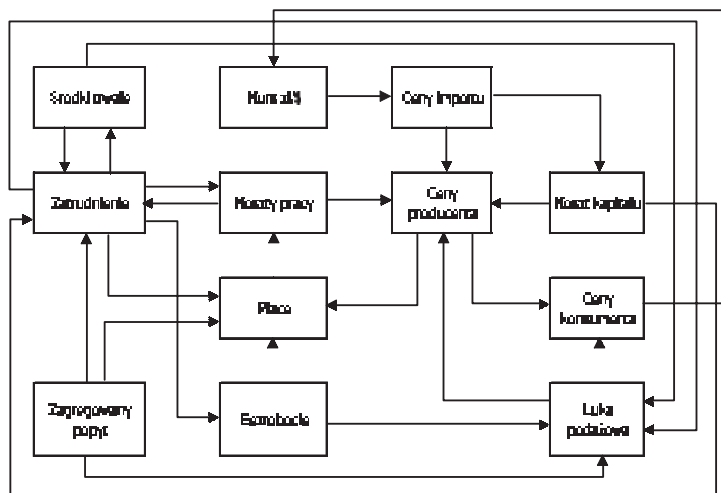 Środki trwałe
Kurs zł/$
Ceny importu
Zatrudnienie
Koszty pracy
Ceny
producenta
Koszt kapitału
Płace
Ceny
konsumenta
Zagregowany
popyt
Bezrobocie
Luka
podażowa